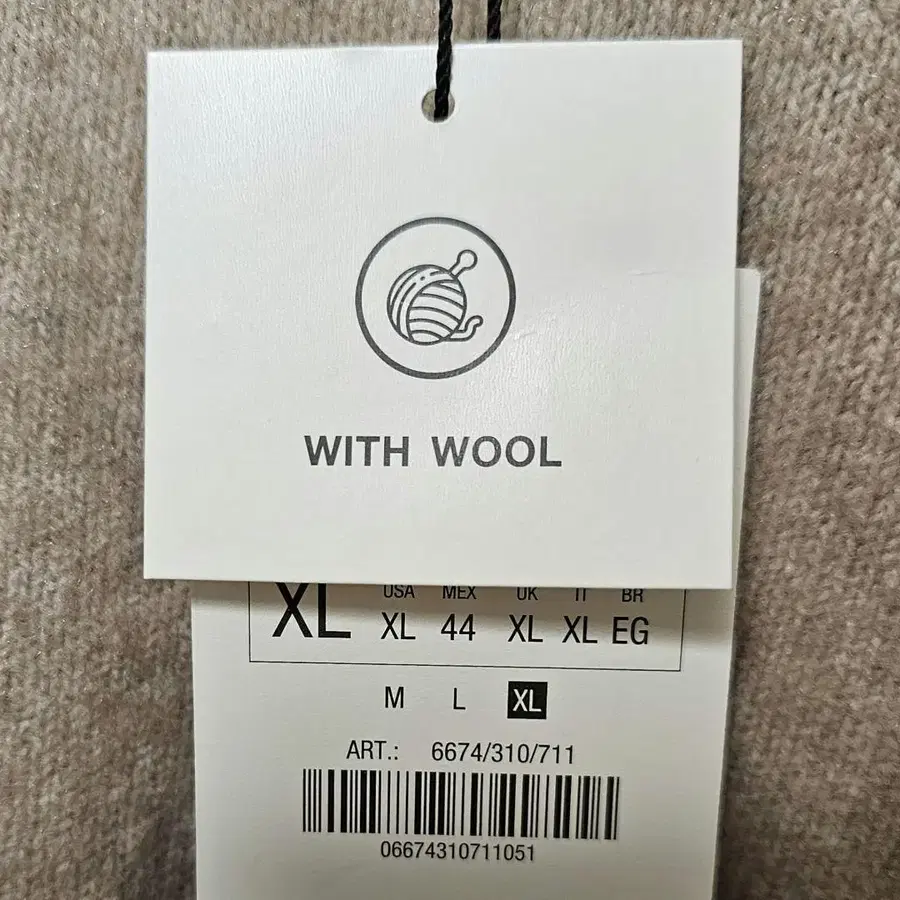 WITH WOOL
USA MEX UK IT BR
XL XL 44 XL XL EG
M L XL
ART.: 6674/310/711
06674310711051